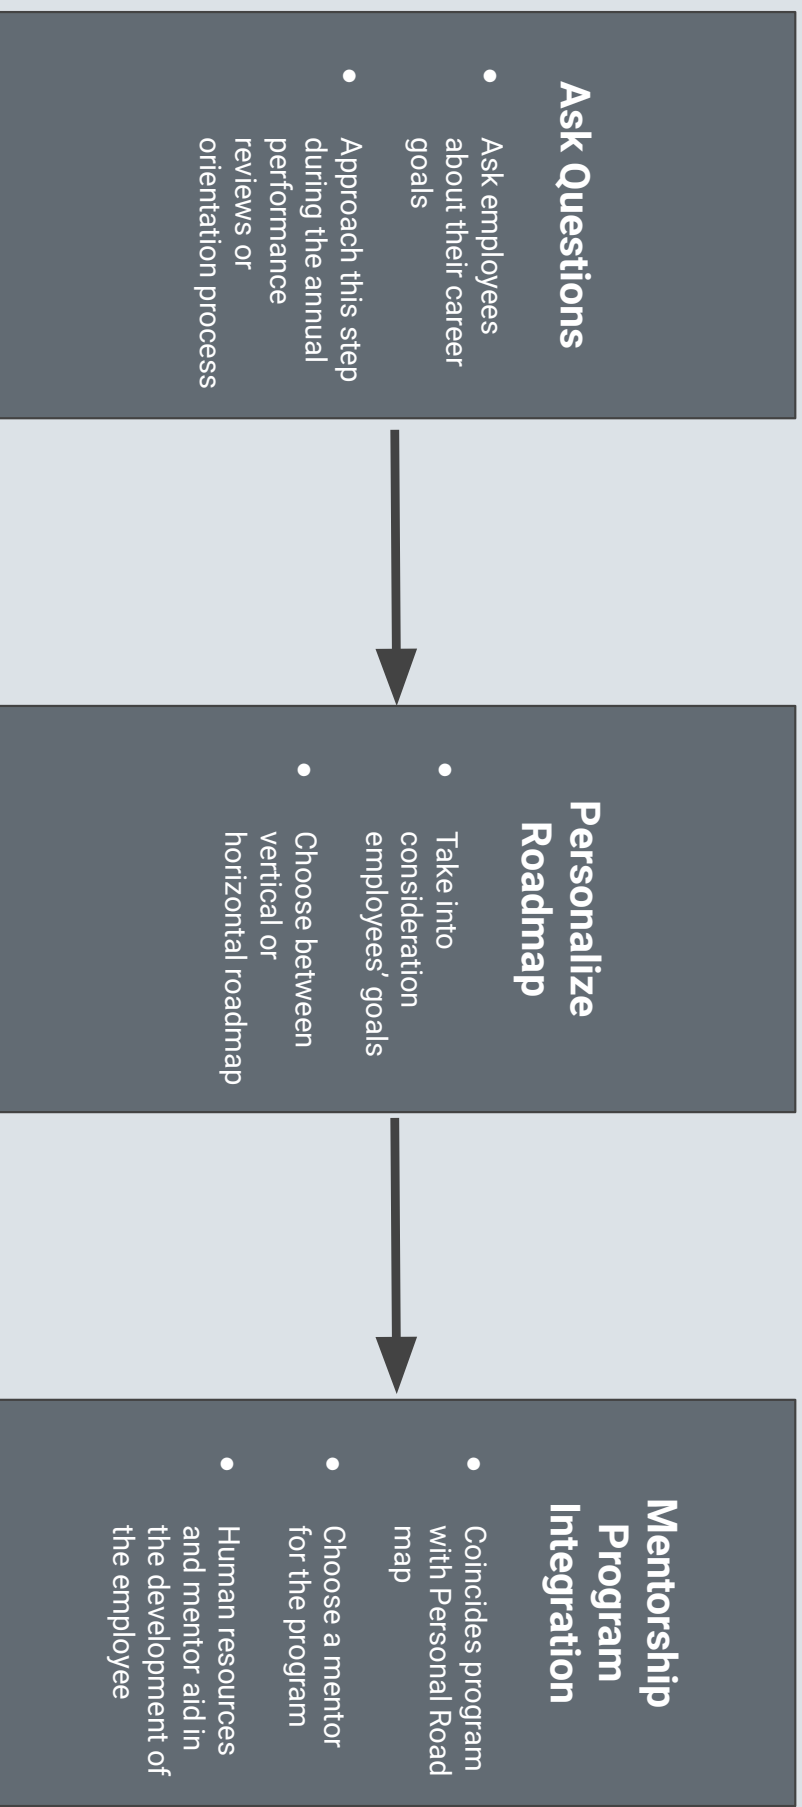 Ask Questions
Ask employees
about their career
goals
Approach this step
during the annual
performance
reviews or
orientation process
Personalize
Roadmap
Take into
consideration
employees’ goals
Choose between
vertical or
horizontal roadmap
Mentorship
Program
Integration
Coincides program
with Personal Road
map
Choose a mentor
for the program
Human resources
and mentor aid in
the development of
the employee